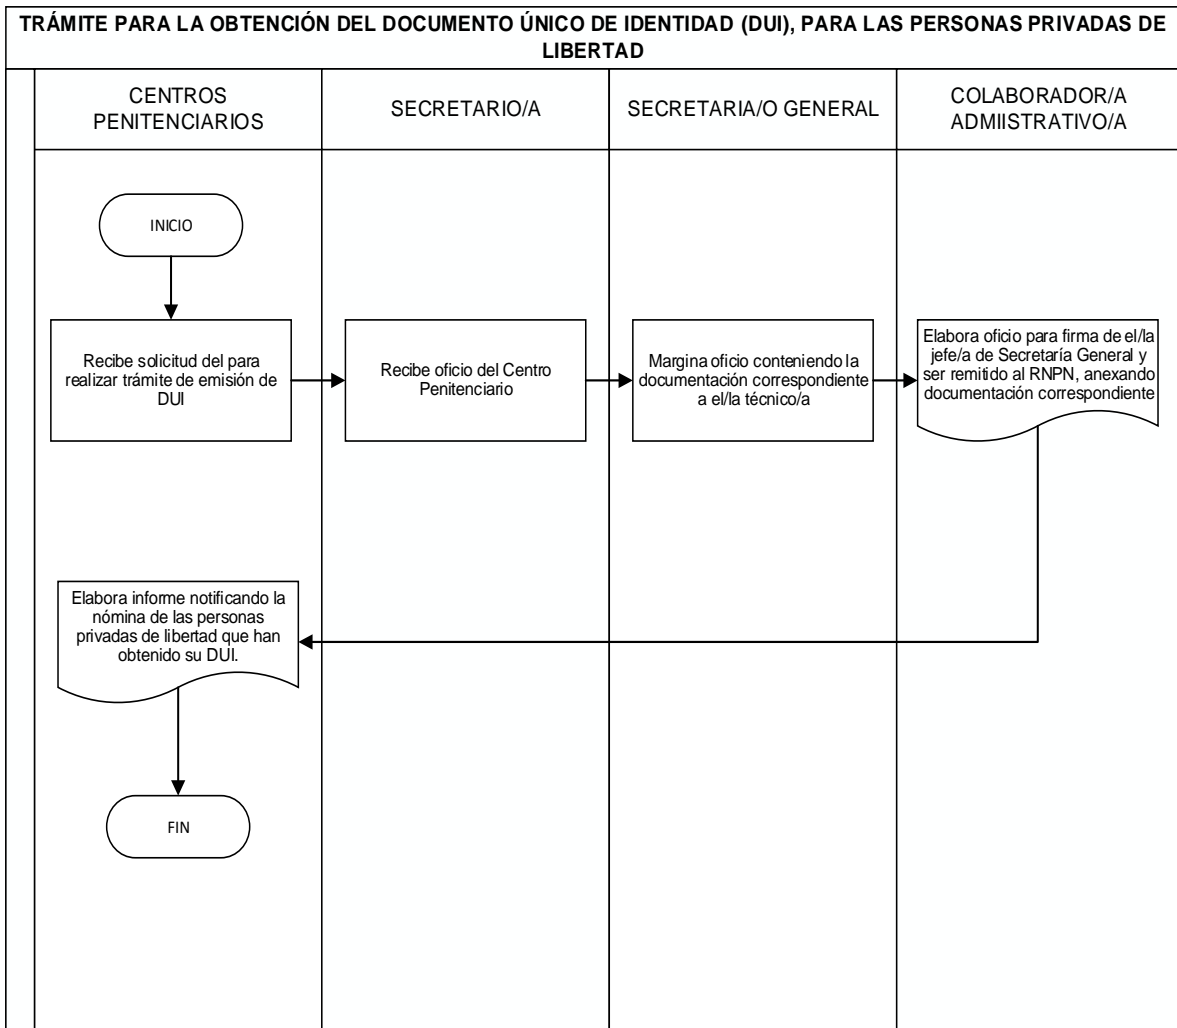 TRÁMITE PARA LA OBTENCIÓN DEL DOCUMENTO ÚNICO DE IDENTIDAD (DUI), PARA LAS PERSONAS PRIVADAS DE
LIBERTAD
CENTROS
PENITENCIARIOS
SECRETARIO/A
SECRETARIA/O GENERAL
COLABORADOR/A
ADMIISTRATIVO/A
INICIO
Recibe solicitud del para
realizar trámite de emisión de
DUI
Recibe oficio del Centro
Penitenciario
Margina oficio conteniendo la
documentación correspondiente
a el/la técnico/a
Elabora oficio para firma de el/la
jefe/a de Secretaría General y
ser remitido al RNPN, anexando
documentación correspondiente
Elabora informe notificando la
nómina de las personas
privadas de libertad que han
obtenido su DUI.
FIN